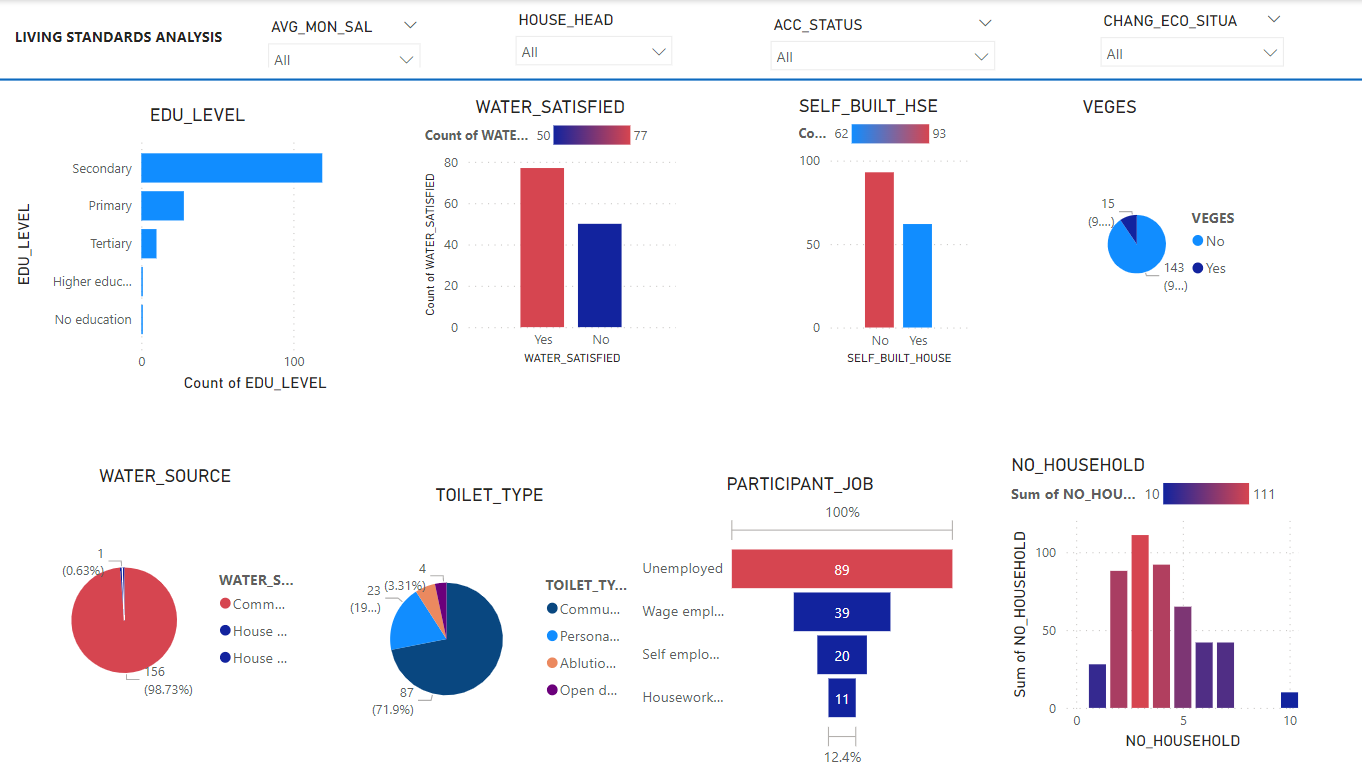 LIVING STANDARDS ANALYSIS
AVG_MON_SAL
All
HOUSE_HEAD
All
ACC_STATUS
All
CHANG_ECO_SITUA
All
EDU_LEVEL
EDU_LEVEL
Secondary
Primary
Tertiary
Higher educ...
No education
0 100
Count of EDU_LEVEL
WATER_SATISFIED
Count of WATE... 50 77
Count of WATER_SATISFIED
80
60
40
20
0
Yes No
WATER_SATISFIED
SELF_BUILT_HSE
Co... 62 93
100
50
0
No Yes
SELF_BUILT_HOUSE
VEGES
15
(9....)
143
(9...)
VEGES
No
Yes
WATER_SOURCE
1
(0.63%)
156
(98.73%)
WATER_S...
Comm...
House ...
House ...
TOILET_TYPE
4
(3.31%)
23
(19...)
87
(71.9%)
TOILET_TY...
Commu...
Persona...
Ablutio...
Open d...
PARTICIPANT_JOB
100%
Unemployed 89
Wage empl... 39
Self emplo... 20
Housework... 11
12.4%
NO_HOUSEHOLD
Sum of NO_HOU... 10 111
Sum of NO_HOUSEHOLD
100
50
0
0 5 10
NO_HOUSEHOLD